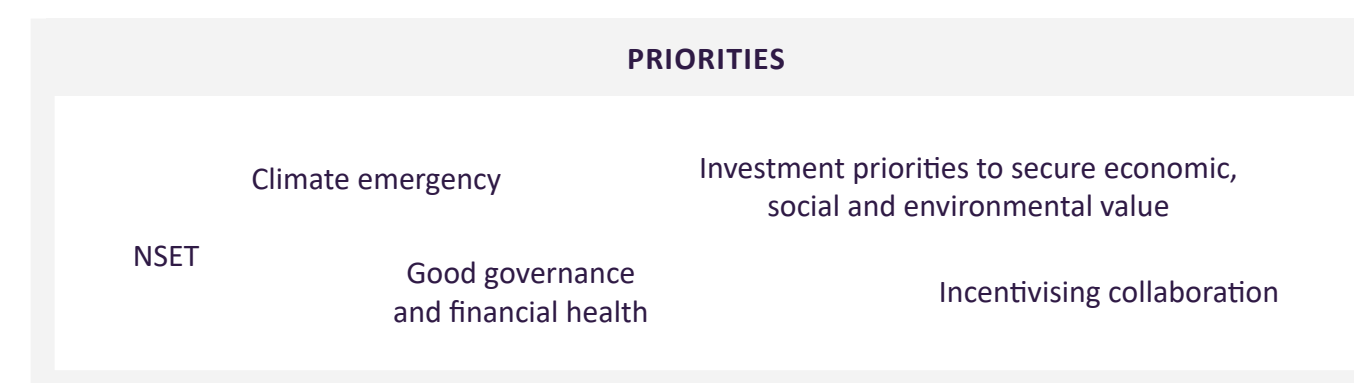 PRIORITIES
Climate emergency
Investment priorities to secure economic,
social and environmental value
NSET
Good governance
and financial health
Incentivising collaboration